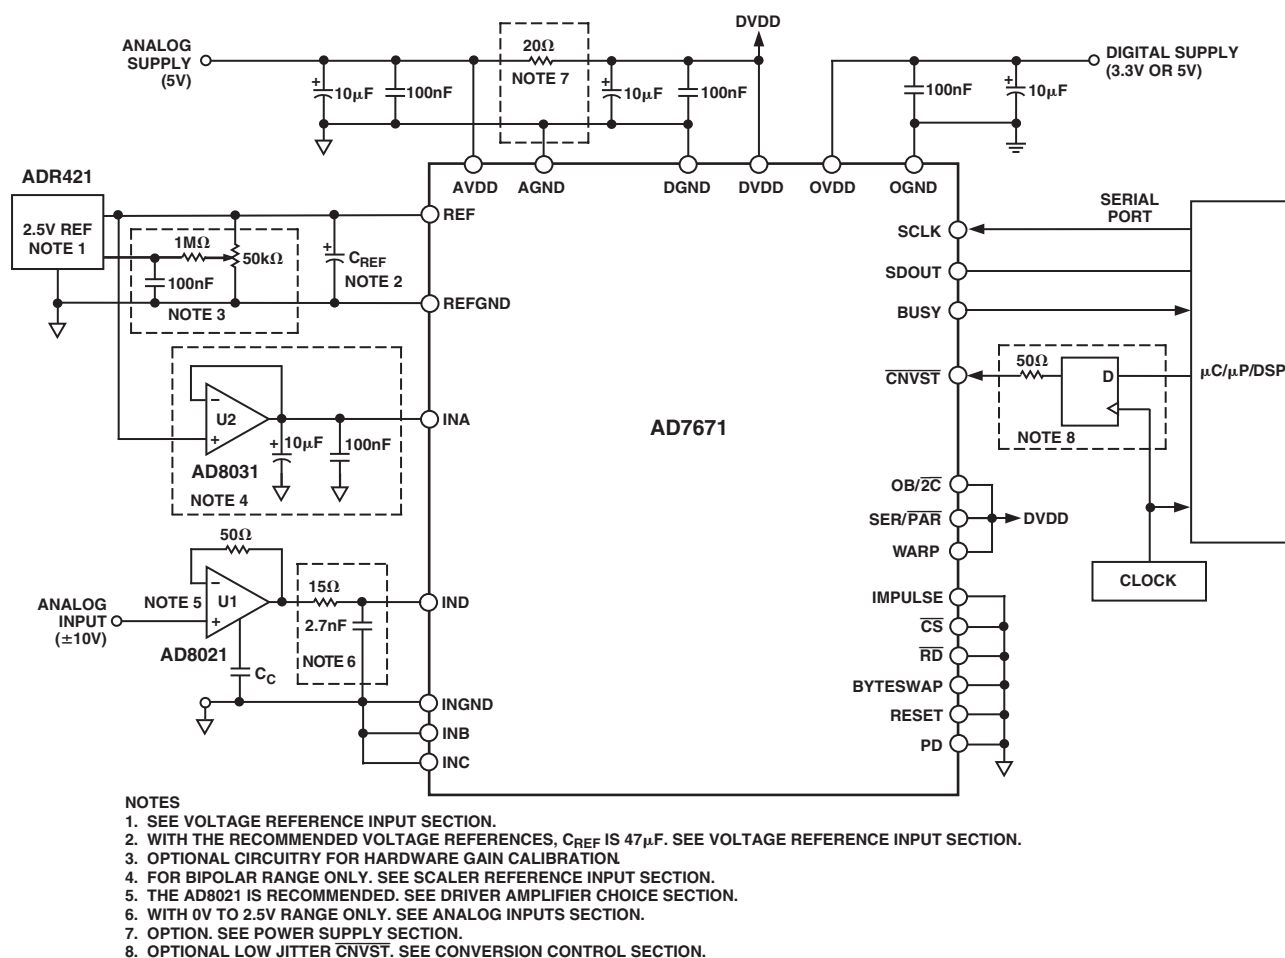 DVDD
ANALOG
SUPPLY
(5V)
20Ω
NOTE 7
DIGITAL SUPPLY
(3.3V OR 5V)
+
10μF
100nF
+
10μF
100nF
100nF
+
10μF
ADR421
AVDD
AGND
DGND
DVDD
OVDD
OGND
2.5V REF
NOTE 1
REF
1MΩ
50kΩ
100nF
NOTE 3
+
CREF
NOTE 2
REFGND
SERIAL
PORT
SCLK
SDOUT
BUSY
CNVST
50Ω
D
NOTE 8
μC/μP/DSP
AD7671
−
U2
+
AD8031
NOTE 4
+
10μF
100nF
INA
OB/2C
SER/PAR
WARP
DVDD
CLOCK
50Ω
ANALOG
INPUT
(±10V)
NOTE 5
−
U1
+
AD8021
CC
15Ω
2.7nF
NOTE 6
IND
INGND
INB
INC
IMPULSE
CS
RD
BYTESWAP
RESET
PD
NOTES
1. SEE VOLTAGE REFERENCE INPUT SECTION.
2. WITH THE RECOMMENDED VOLTAGE REFERENCES, CREF IS 47μF. SEE VOLTAGE REFERENCE INPUT SECTION.
3. OPTIONAL CIRCUITRY FOR HARDWARE GAIN CALIBRATION.
4. FOR BIPOLAR RANGE ONLY. SEE SCALER REFERENCE INPUT SECTION.
5. THE AD8021 IS RECOMMENDED. SEE DRIVER AMPLIFIER CHOICE SECTION.
6. WITH 0V TO 2.5V RANGE ONLY. SEE ANALOG INPUTS SECTION.
7. OPTION. SEE POWER SUPPLY SECTION.
8. OPTIONAL LOW JITTER CNVST. SEE CONVERSION CONTROL SECTION.